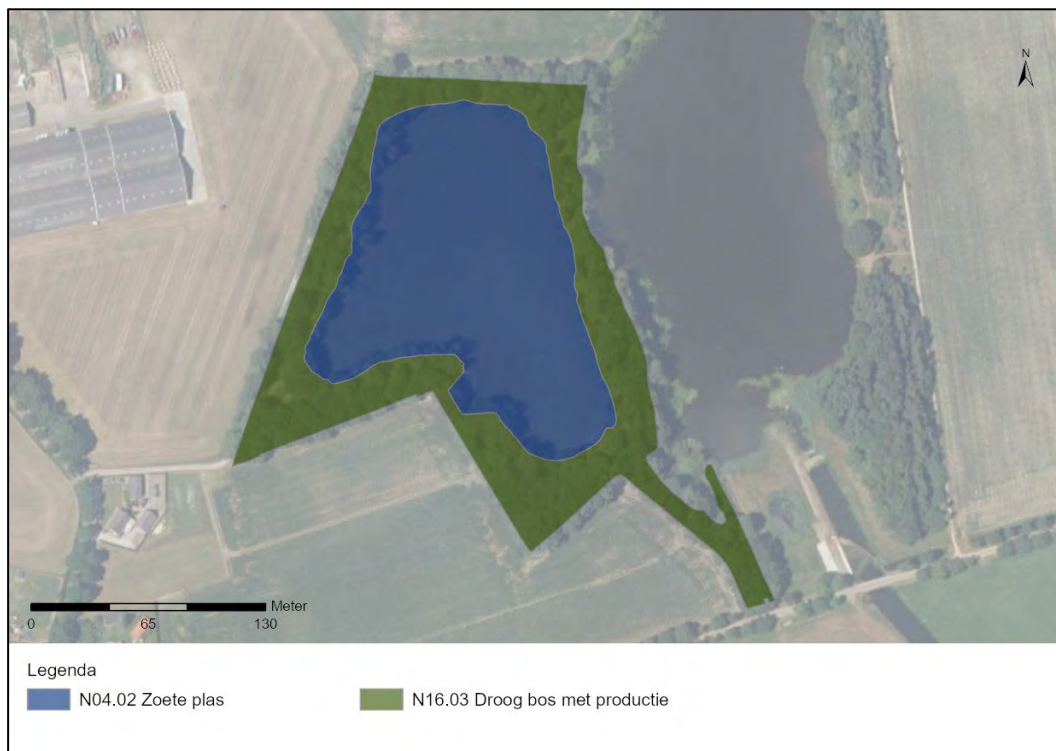 N
Meter
0 65 130
Legenda
N04.02 Zoete plas
N16.03 Droog bos met productie